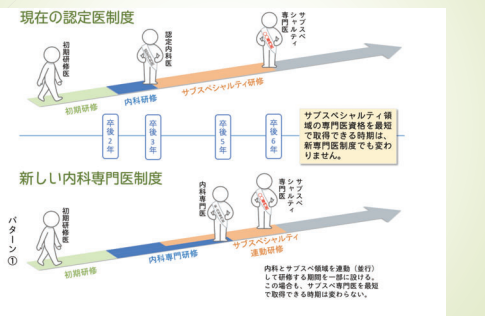 現在の認定医制度
初期研修医
認定内科医
サブスペシャルティ専門医
初期研修
内科研修
サブスペシャルティ研修
卒後2年
卒後3年
卒後5年
卒後6年
サブスペシャルティ領
域の専門医資格を最短
で取得できる時期は、
新専門医制度でも変わ
りません。
新しい内科専門医制度
パターン①
初期研修医
内科専門医
サブスペシャルティ専門医
初期研修
内科専門研修
サブスペシャルティ
連動研修
内科とサブスペ領域を連動(並行)
して研修する期間を一部に設ける。
この場合も、サブスペ専門医を最短
で取得できる時期は変わらない。